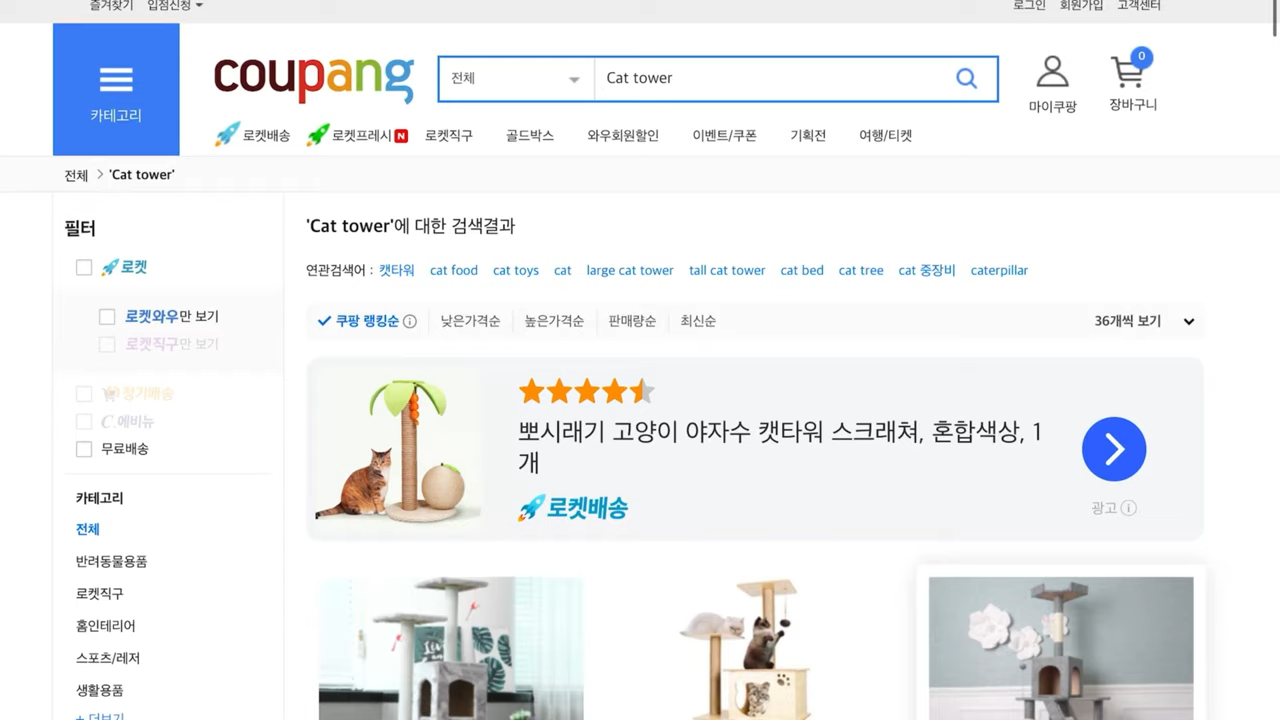 즐겨찾기 입점신청
로그인 회원가입 고객센터
카테고리
coupang
전체
Cat tower
마이쿠팡
0
장바구니
로켓배송 로켓프레시 N 로켓직구 골드박스 와우회원할인 이벤트/쿠폰 기획전 여행/티켓
전체 > 'Cat tower'
필터
로켓
로켓와우만 보기
로켓직구만 보기
정기배송
C.에비뉴
무료배송
카테고리
전체
반려동물용품
로켓직구
홈인테리어
스포츠/레저
생활용품
+ 더보기
'Cat tower'에 대한 검색결과
연관검색어 : 캣타워 cat food cat toys cat large cat tower tall cat tower cat bed cat tree cat 중장비 caterpillar
쿠팡 랭킹순 낮은가격순 높은가격순 판매량순 최신순
36개씩 보기
뽀시래기 고양이 야자수 캣타워 스크래쳐, 혼합색상, 1
개
로켓배송
광고